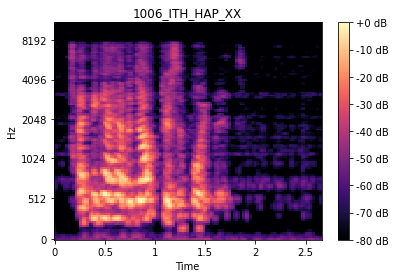 1006_ITH_HAP_XX
8192
4096
2048
1024
512
0
Hz
0 0.5 1 1.5 2 2.5
Time
+0 dB
-10 dB
-20 dB
-30 dB
-40 dB
-50 dB
-60 dB
-70 dB
-80 dB